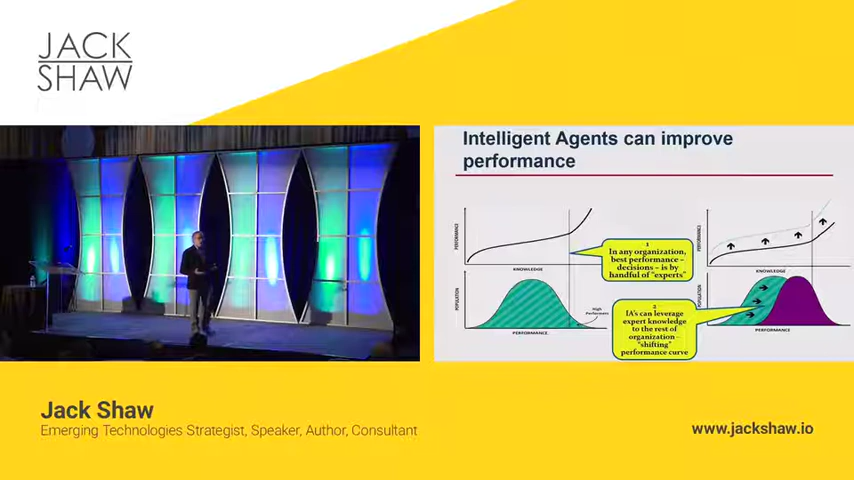 JACK
SHAW
Intelligent Agents can improve
performance
PERFORMANCE
KNOWLEDGE
1
In any organization,
best performance –
decisions – is by
handful of "experts"
PERFORMANCE
KNOWLEDGE
POPULATION
High
Performers
PERFORMANCE
2
IA's can leverage
expert knowledge
to the rest of
organization –
"shifting"
performance curve
POPULATION
PERFORMANCE
Jack Shaw
Emerging Technologies Strategist, Speaker, Author, Consultant
www.jackshaw.io